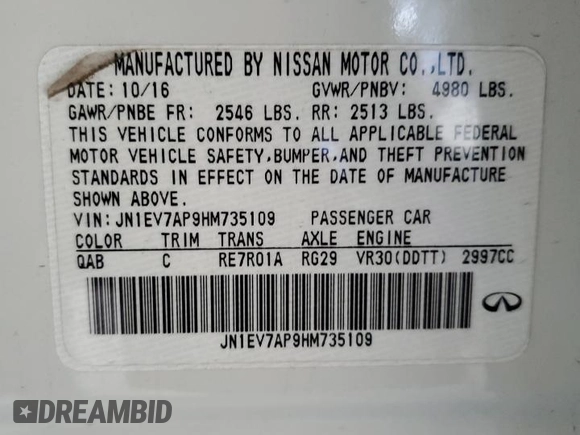 MANUFACTURED BY NISSAN MOTOR CO.,LTD.
DATE: 10/16 GVWR/PNBV: 4980 LBS.
GAWR/PNBE FR: 2546 LBS. RR: 2513 LBS.
THIS VEHICLE CONFORMS TO ALL APPLICABLE FEDERAL
MOTOR VEHICLE SAFETY,BUMPER,AND THEFT PREVENTION
STANDARDS IN EFFECT ON THE DATE OF MANUFACTURE
SHOWN ABOVE.
VIN: JN1EV7AP9HM735109 PASSENGER CAR
COLOR TRIM TRANS AXLE ENGINE
QAB C RE7R01A RG29 VR30(DDTT) 2997CC
JN1EV7AP9HM735109
DREAMBID